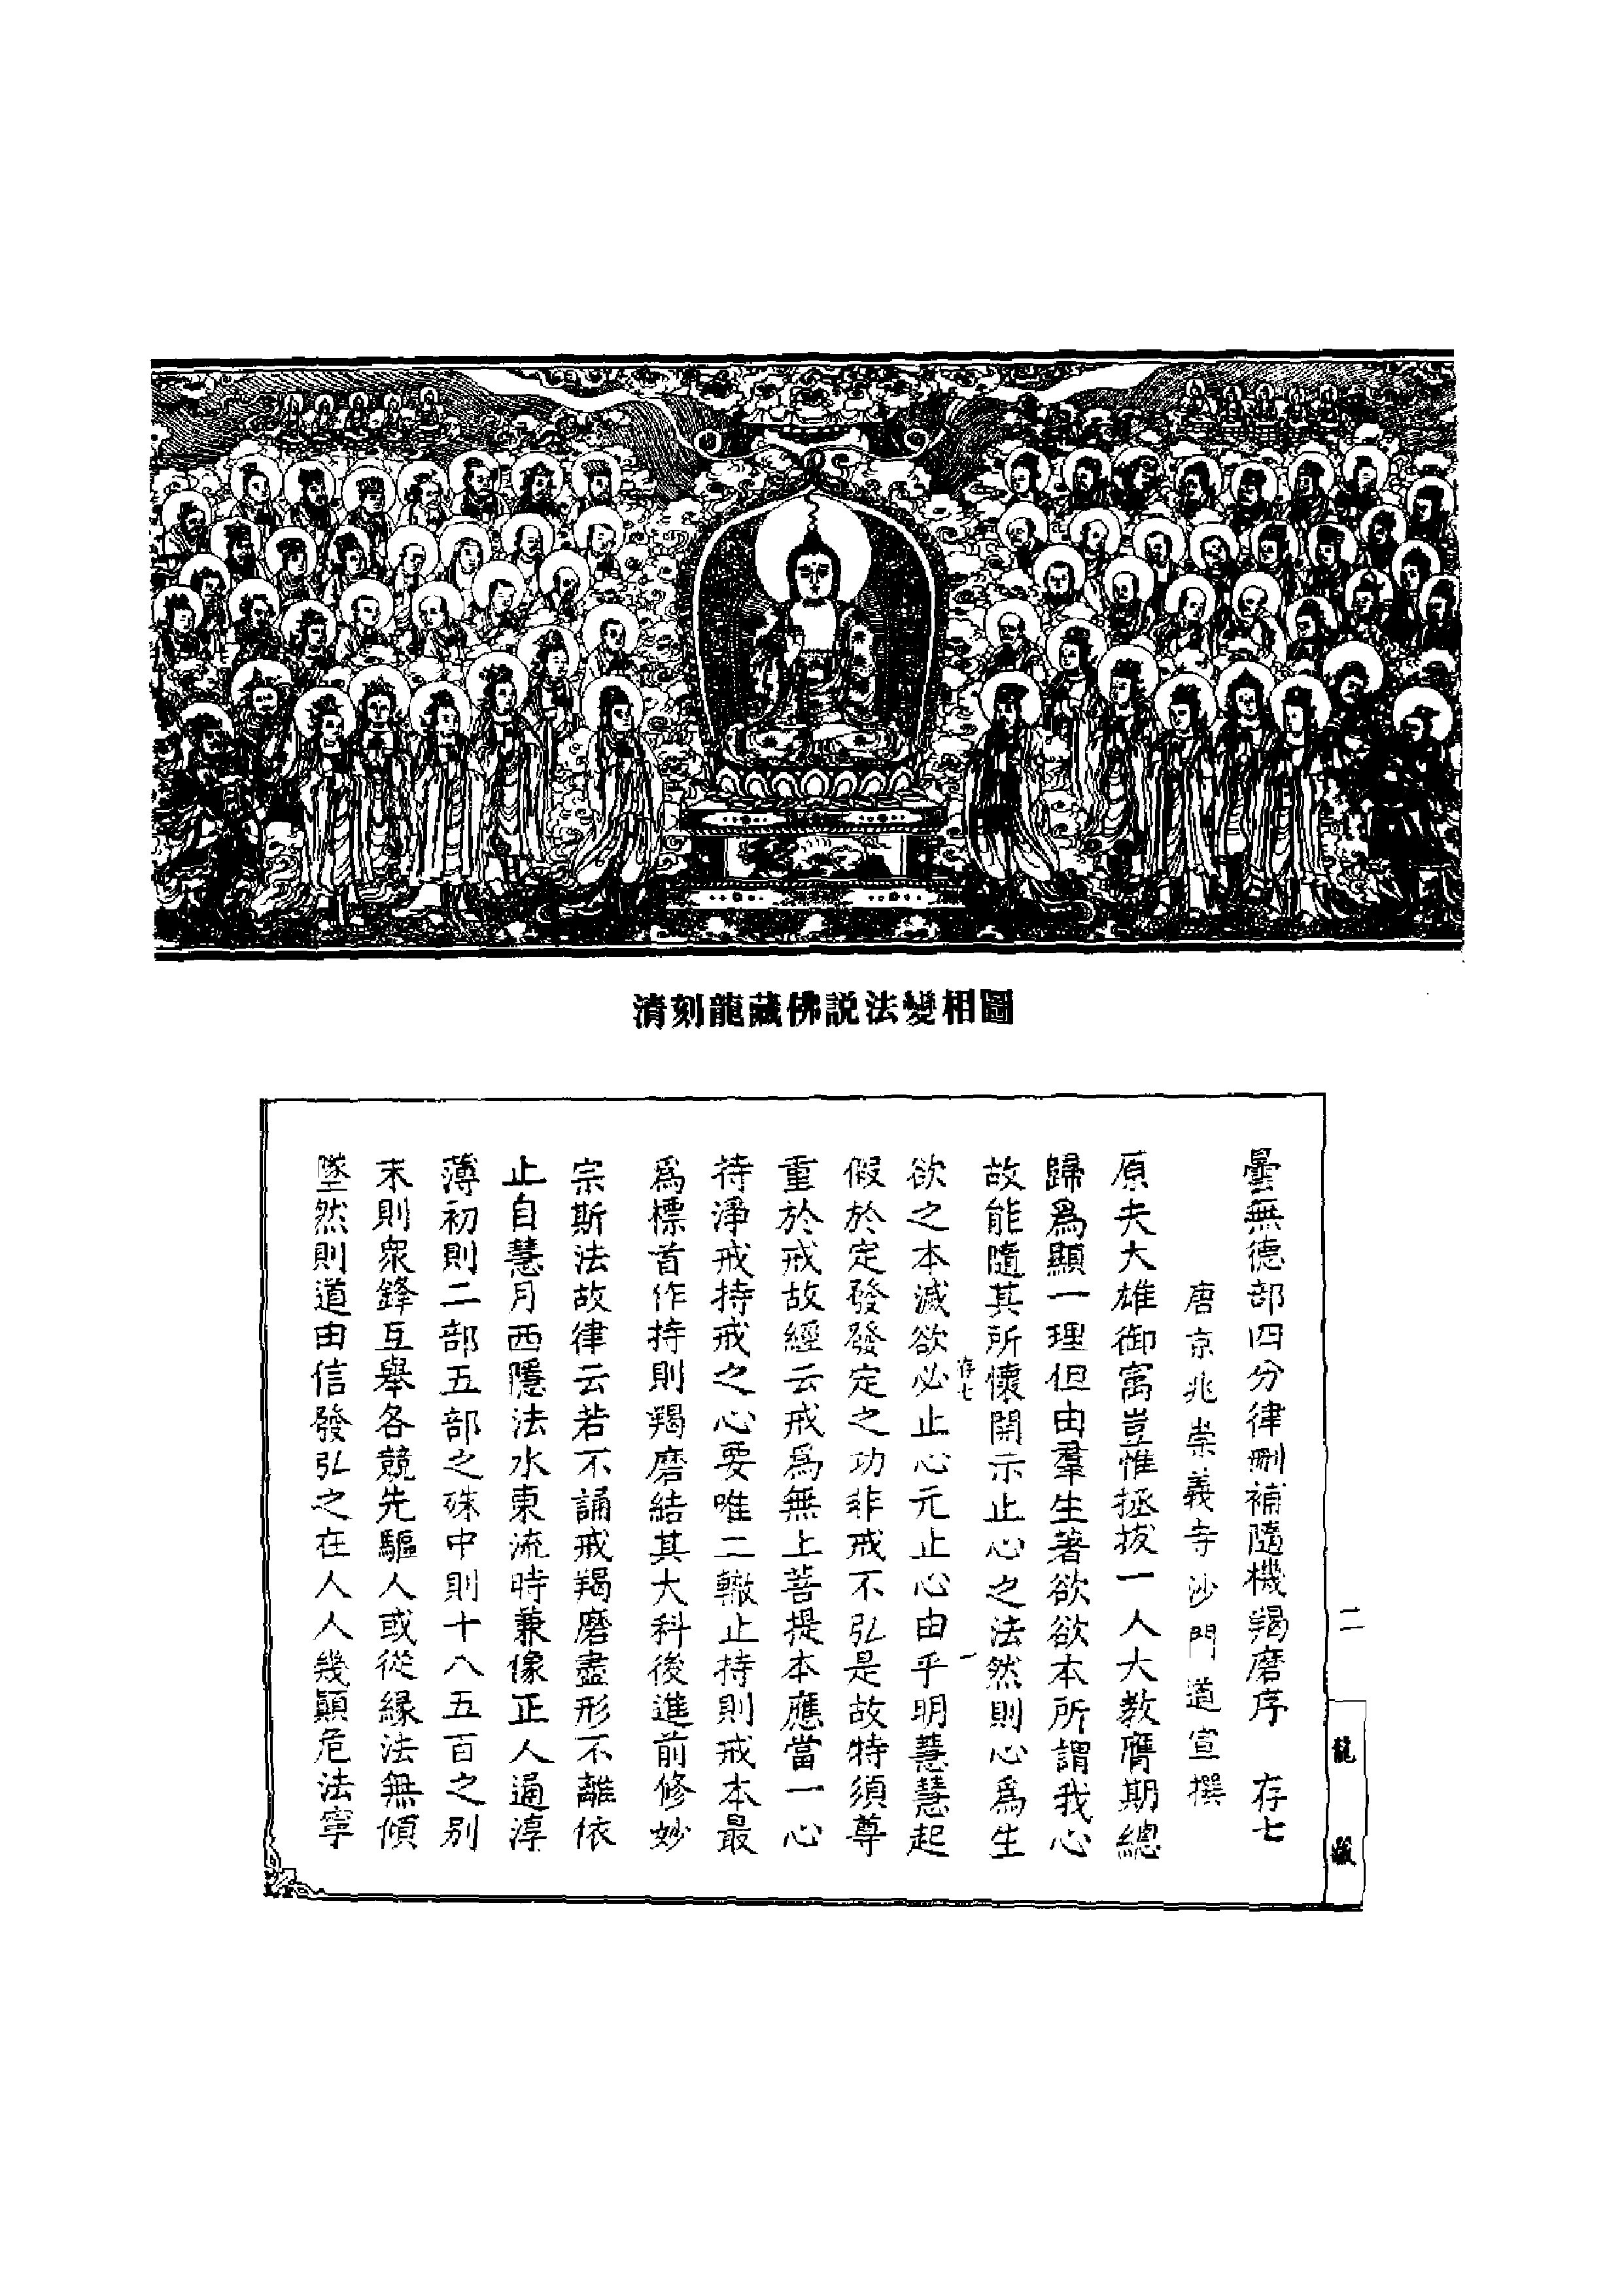 清刻龍藏佛説法變相圖
二
龍藏
曇無德部四分律刪補隨機羯磨序　存七
唐京兆崇義寺沙門道宣撰
原夫大雄御㝢豈惟拯拔一人大教膺期總
歸爲顯一理但由羣生著欲欲本所謂我心
故能隨其所懷開示止心之法然則心爲生
存七　一
欲之本滅欲必止心元止心由乎明慧慧起
假於定發發定之功非戒不弘是故特須尊
重於戒故經云戒爲無上菩提本應當一心
持淨戒持戒之心要唯二轍止持則戒本最
爲標首作持則羯磨結其大科後進前修妙
宗斯法故律云若不誦戒羯磨盡形不離依
止自慧月西隱法水東流時兼像正人通淳
薄初則二部五部之殊中則十八五百之別
末則衆鋒互舉各競先驅人或從緣法無傾
墜然則道由信發弘之在人人幾顛危法寧